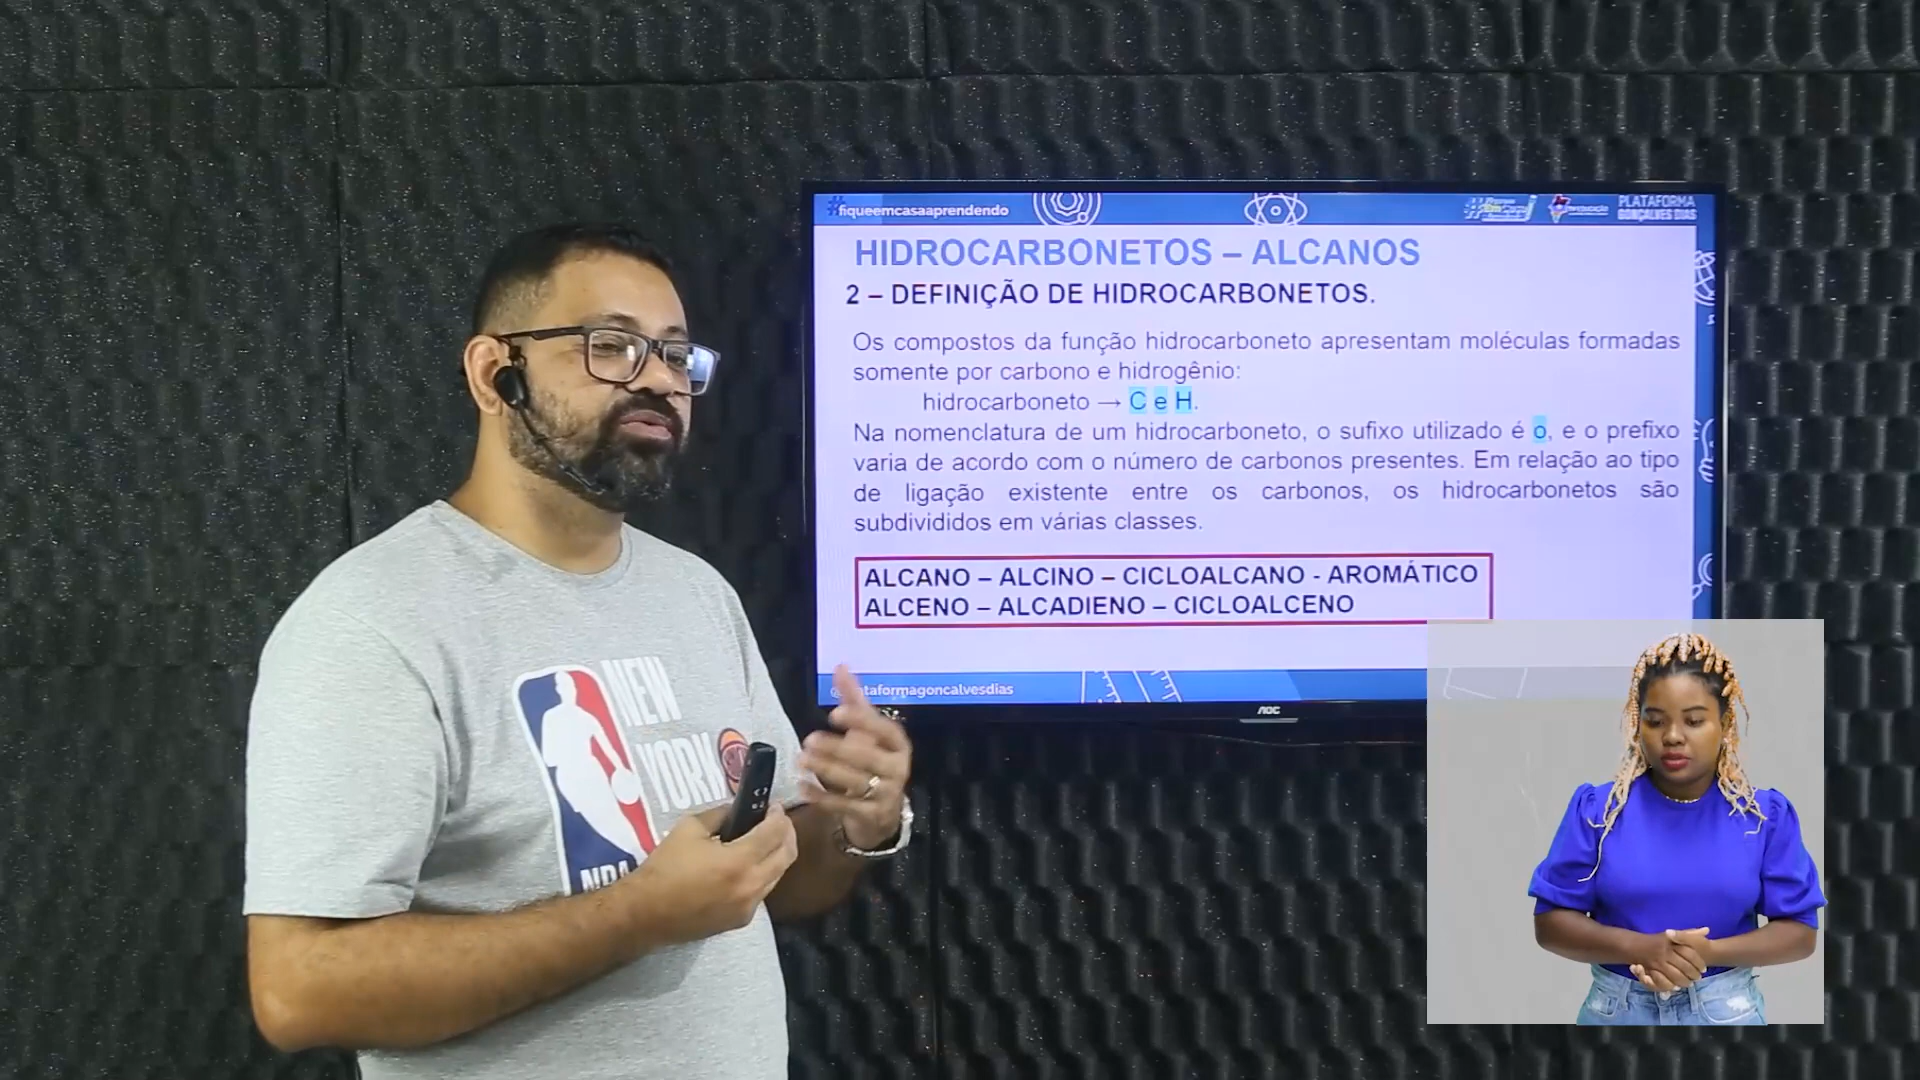 #fiqueemcasaaprendendo
PLATAFORMA
GONÇALVES DIAS
HIDROCARBONETOS – ALCANOS
2 – DEFINIÇÃO DE HIDROCARBONETOS.
Os compostos da função hidrocarboneto apresentam moléculas formadas
somente por carbono e hidrogênio:
hidrocarboneto → C e H.
Na nomenclatura de um hidrocarboneto, o sufixo utilizado é o, e o prefixo
varia de acordo com o número de carbonos presentes. Em relação ao tipo
de ligação existente entre os carbonos, os hidrocarbonetos são
subdivididos em várias classes.
ALCANO – ALCINO – CICLOALCANO - AROMÁTICO
ALCENO – ALCADIENO – CICLOALCENO
@plataformagoncalvesdias
AOC
NEW
YORK
NBA